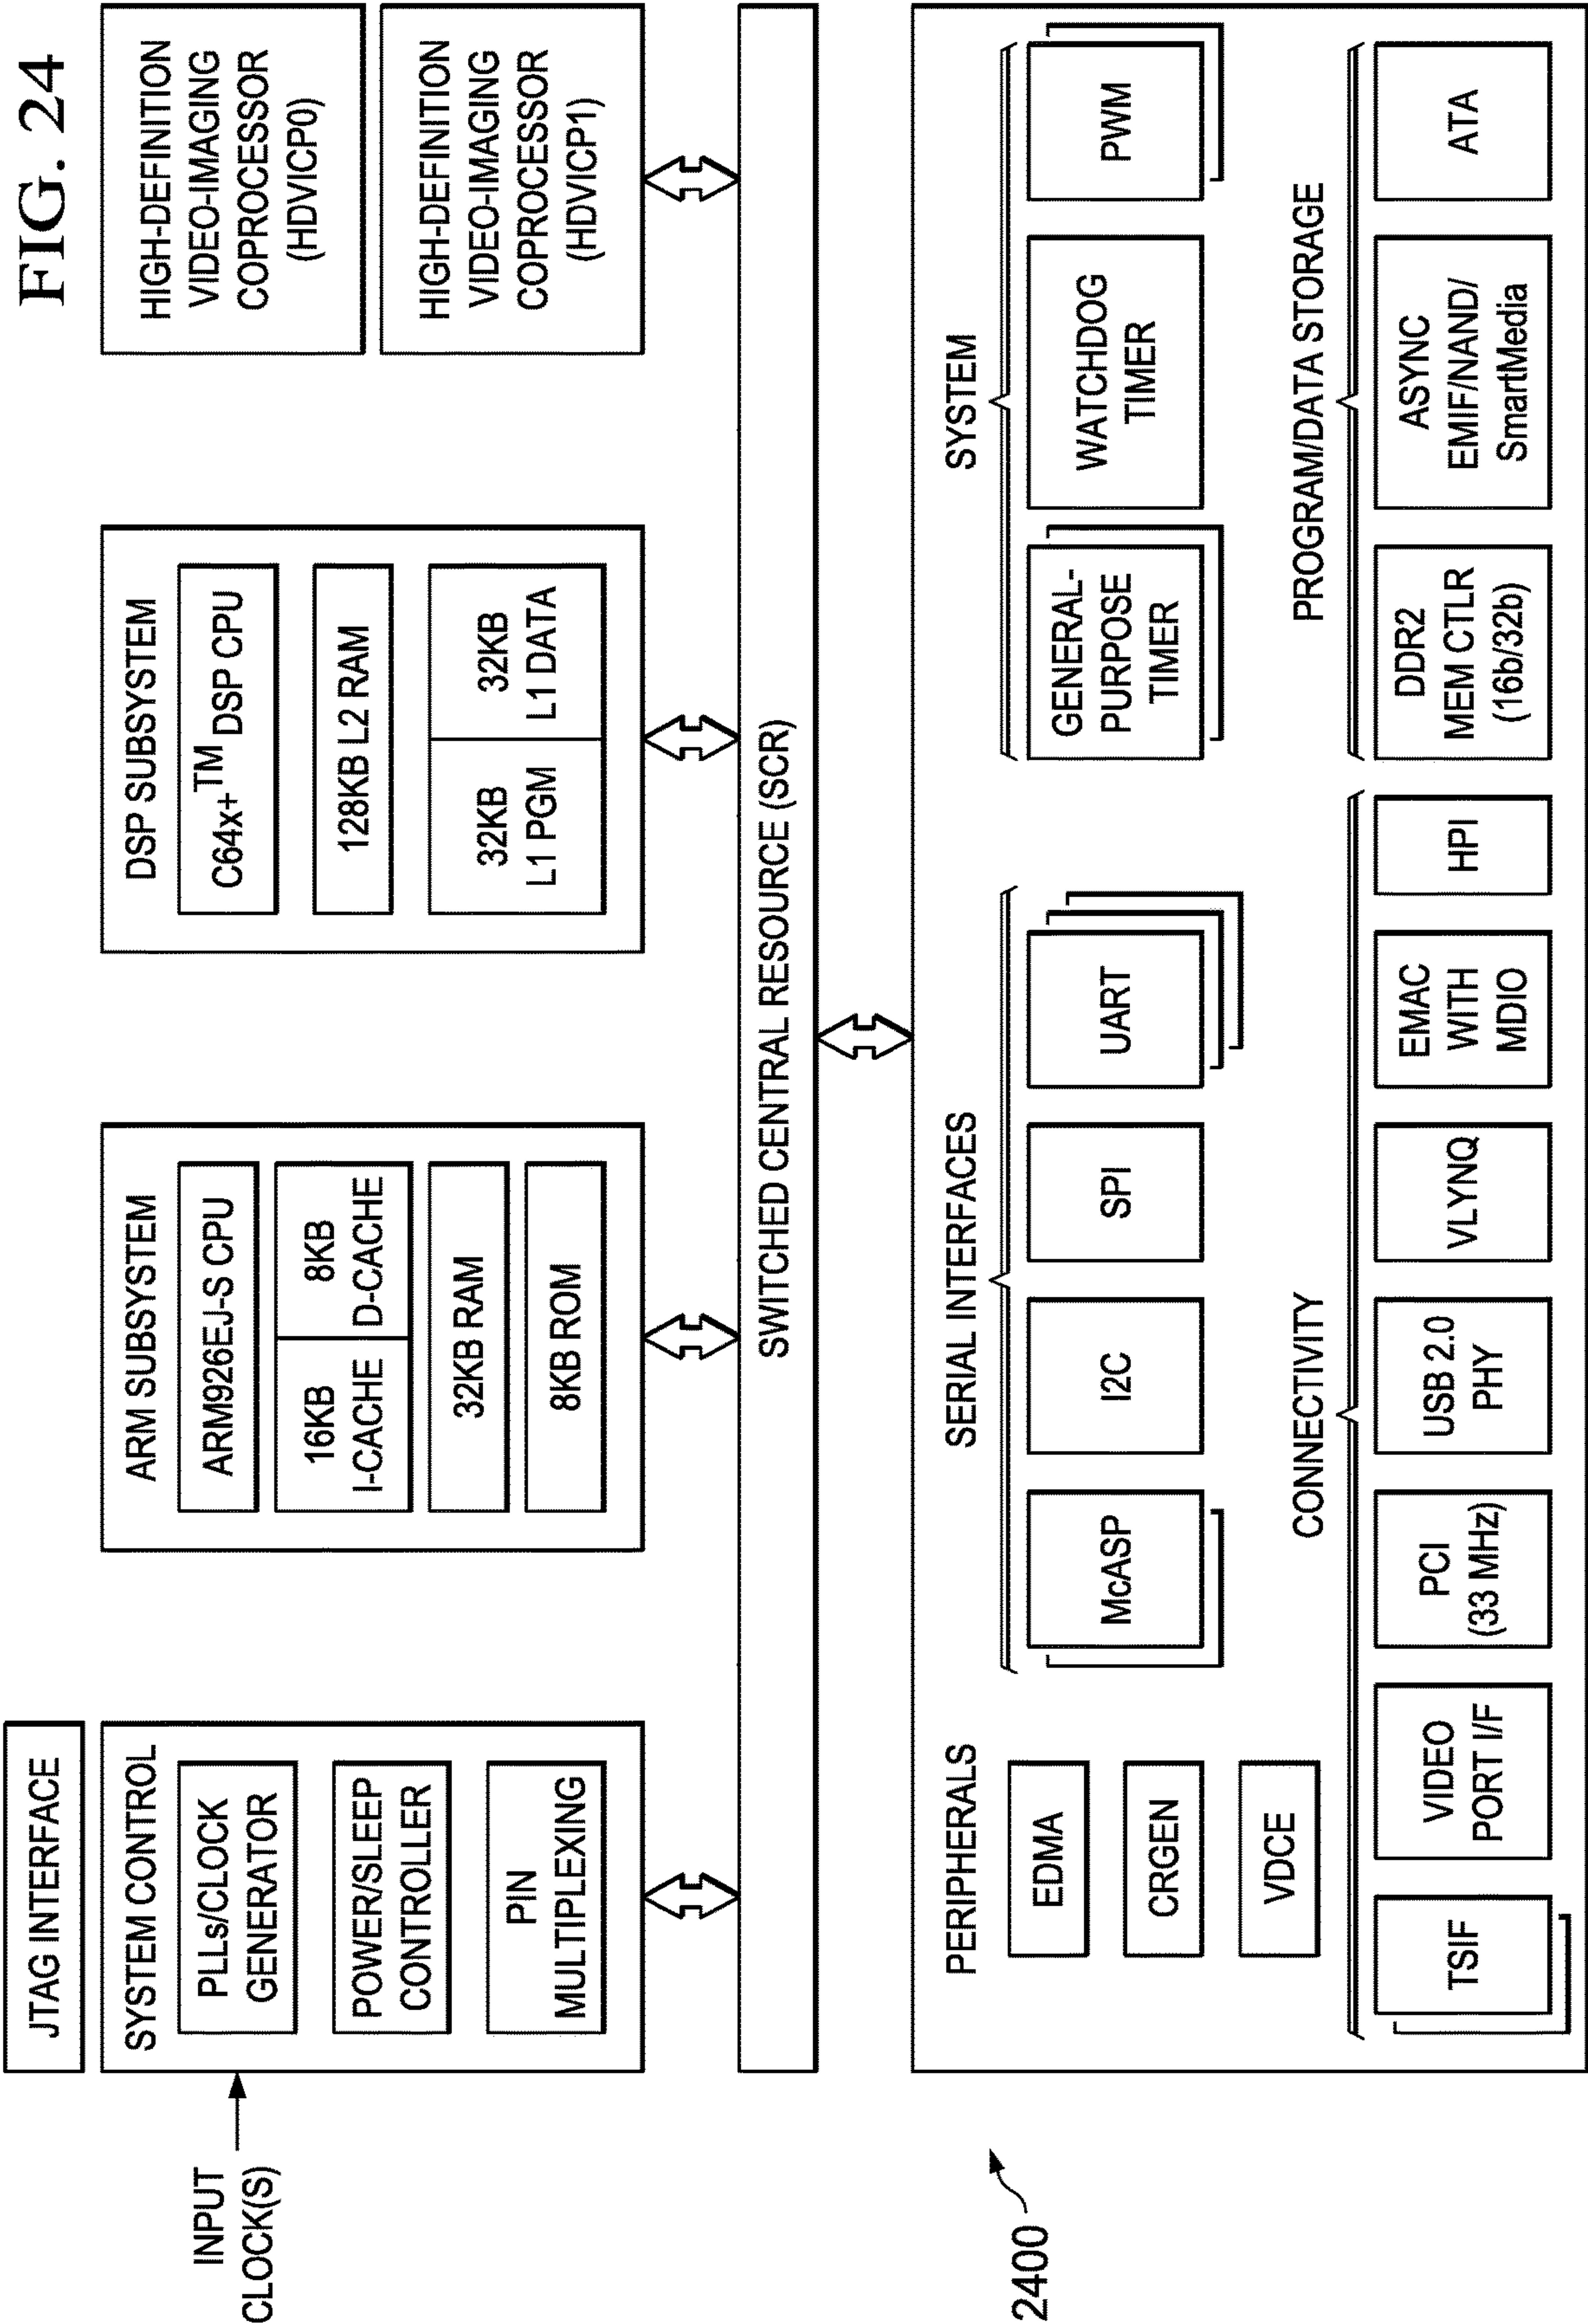 FIG. 24
JTAG INTERFACE
INPUT
CLOCK(S)
SYSTEM CONTROL
PLLs/CLOCK
GENERATOR
POWER/SLEEP
CONTROLLER
PIN
MULTIPLEXING
ARM SUBSYSTEM
ARM926EJ-S CPU
16KB
I-CACHE
8KB
D-CACHE
32KB RAM
8KB ROM
DSP SUBSYSTEM
C64x+TM DSP CPU
128KB L2 RAM
32KB
L1 PGM
32KB
L1 DATA
HIGH-DEFINITION
VIDEO-IMAGING
COPROCESSOR
(HDVICP0)
HIGH-DEFINITION
VIDEO-IMAGING
COPROCESSOR
(HDVICP1)
SWITCHED CENTRAL RESOURCE (SCR)
PERIPHERALS
EDMA
CRGEN
VDCE
SERIAL INTERFACES
McASP
I2C
SPI
UART
SYSTEM
GENERAL-
PURPOSE
TIMER
WATCHDOG
TIMER
PWM
CONNECTIVITY
TSIF
VIDEO
PORT I/F
PCI
(33 MHz)
USB 2.0
PHY
VLYNQ
EMAC
WITH
MDIO
HPI
PROGRAM/DATA STORAGE
DDR2
MEM CTLR
(16b/32b)
ASYNC
EMIF/NAND/
SmartMedia
ATA
2400